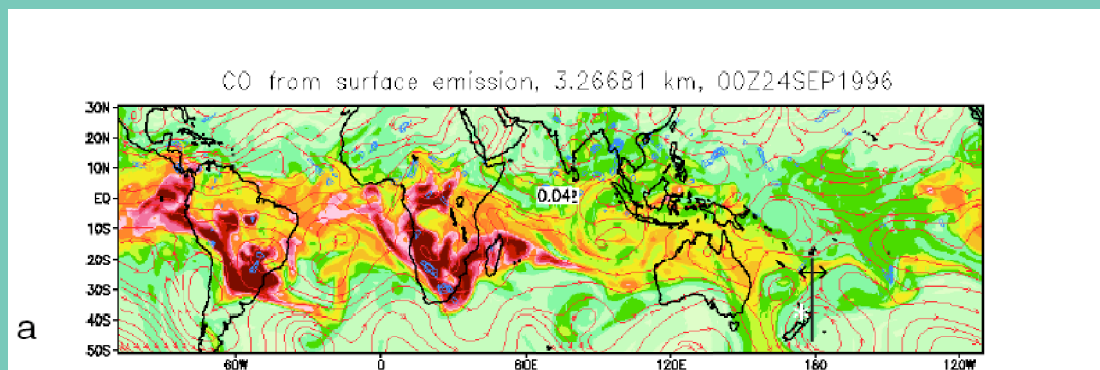 CO from surface emission, 3.26681 km, 00Z24SEP1996
30N
20N
10N
EQ
0.042
10S
20S
30S
40S
50S
a
60W 0 60E 120E 180 120W